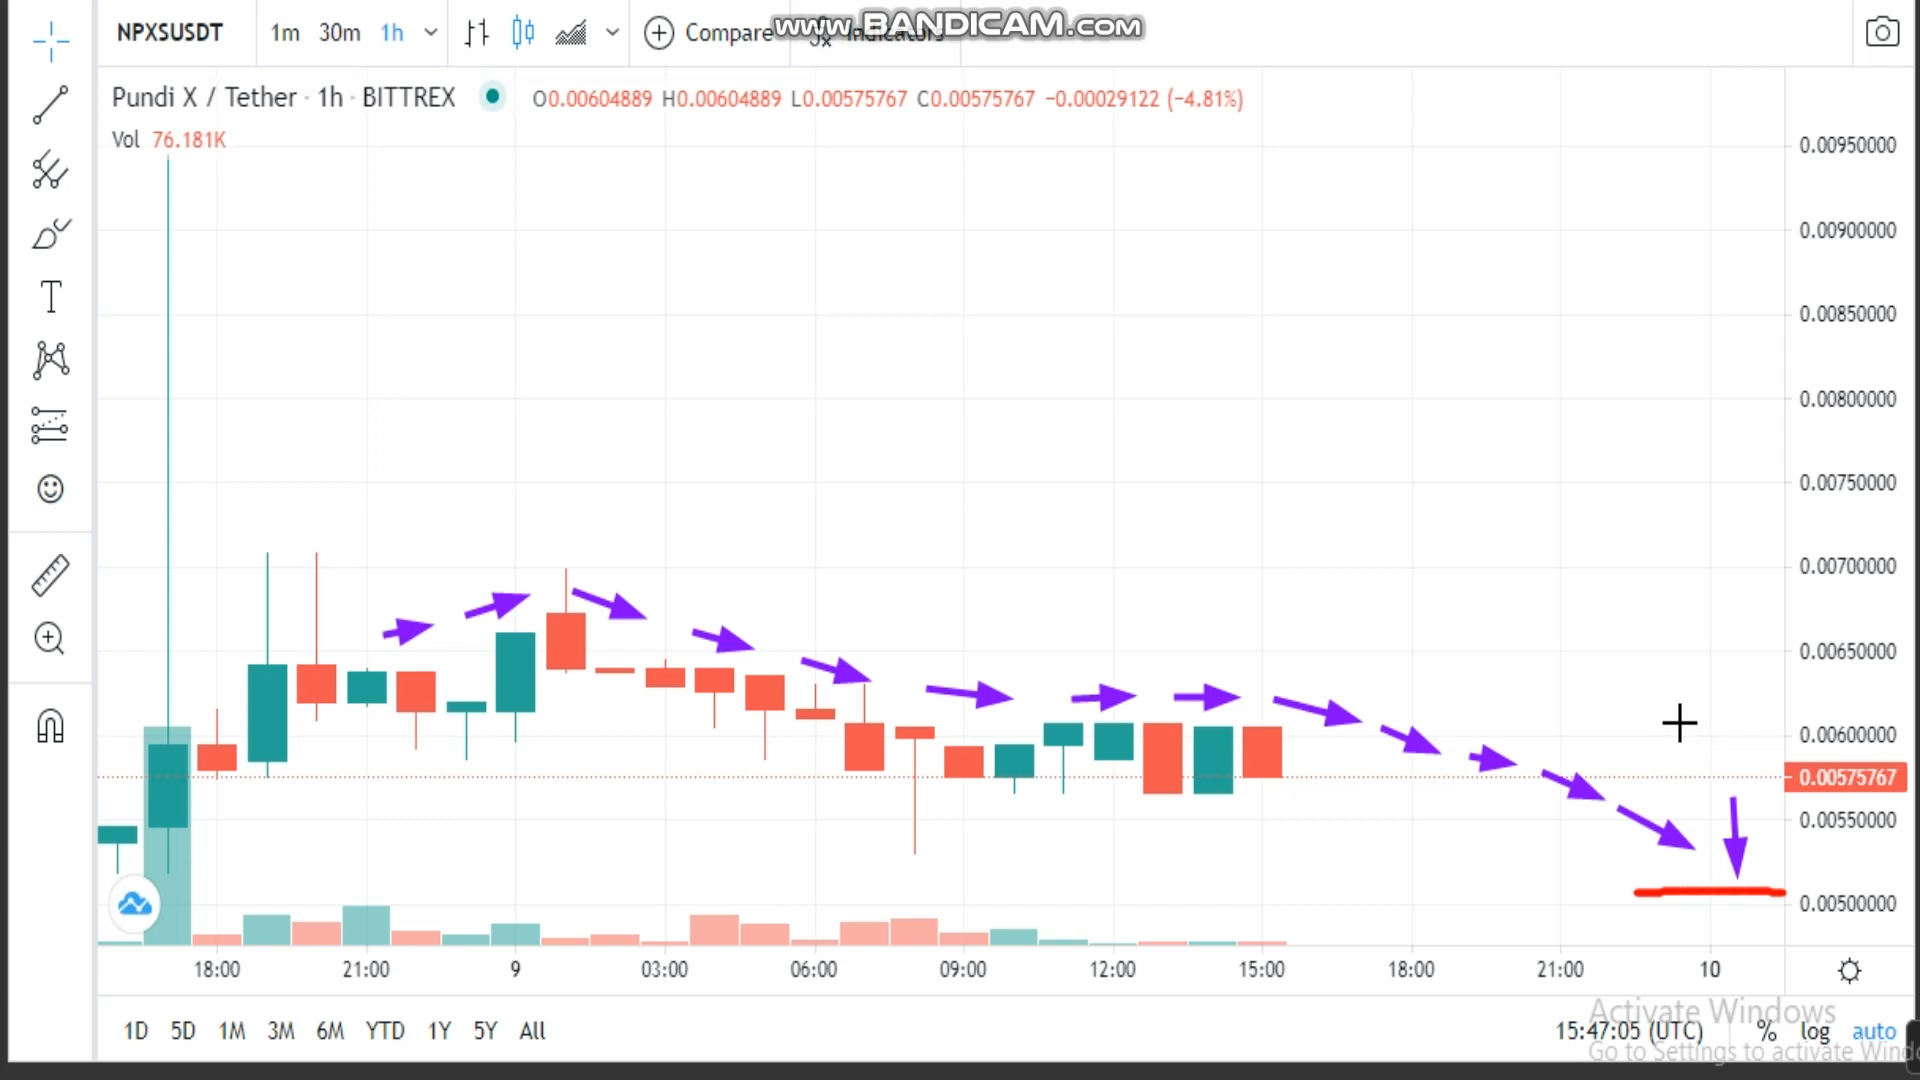 NPXSUSDT 1m 30m 1h Compare Indicators
www.BANDICAM.com
Pundi X / Tether · 1h · BITTREX O0.00604889 H0.00604889 L0.00575767 C0.00575767 −0.00029122 (−4.81%)
Vol 76.181K
0.00950000
0.00900000
0.00850000
0.00800000
0.00750000
0.00700000
0.00650000
0.00600000
0.00575767
0.00550000
0.00500000
18:00 21:00 9 03:00 06:00 09:00 12:00 15:00 18:00 21:00 10
Activate Windows
1D 5D 1M 3M 6M YTD 1Y 5Y All 15:47:05 (UTC) % log auto
Go to Settings to activate Windo